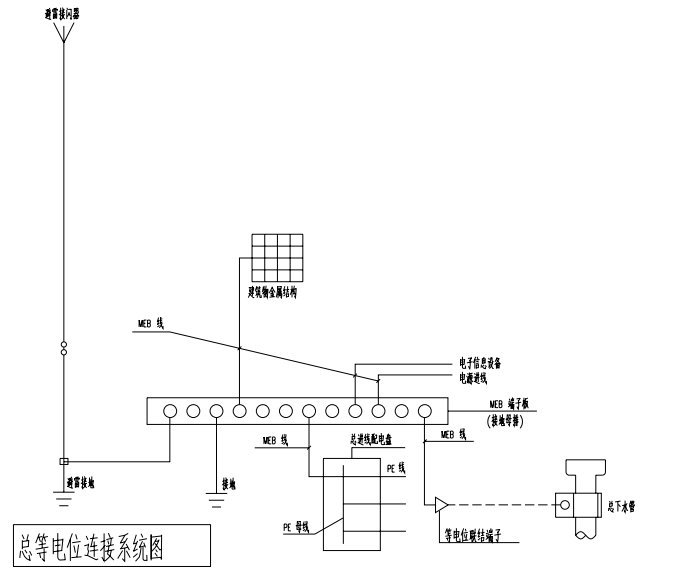 避雷接闪器
建筑物金属结构
MEB 线
电子信息设备
电源进线
MEB 端子板
(接地母排)
MEB 线
总进线配电盘
MEB 线
PE 线
避雷接地
接地
总下水管
PE 母线
等电位联结端子
总等电位连接系统图